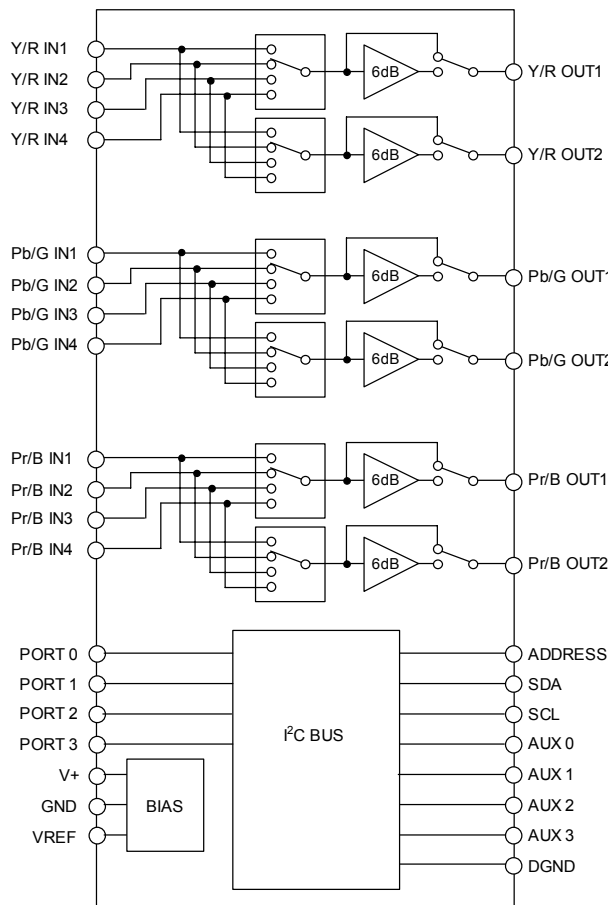 Y/R IN1
Y/R IN2
Y/R IN3
Y/R IN4
6dB
Y/R OUT1
6dB
Y/R OUT2
Pb/G IN1
Pb/G IN2
Pb/G IN3
Pb/G IN4
6dB
Pb/G OUT1
6dB
Pb/G OUT2
Pr/B IN1
Pr/B IN2
Pr/B IN3
Pr/B IN4
6dB
Pr/B OUT1
6dB
Pr/B OUT2
PORT 0
PORT 1
PORT 2
PORT 3
V+
GND
VREF
BIAS
I²C BUS
ADDRESS
SDA
SCL
AUX 0
AUX 1
AUX 2
AUX 3
DGND